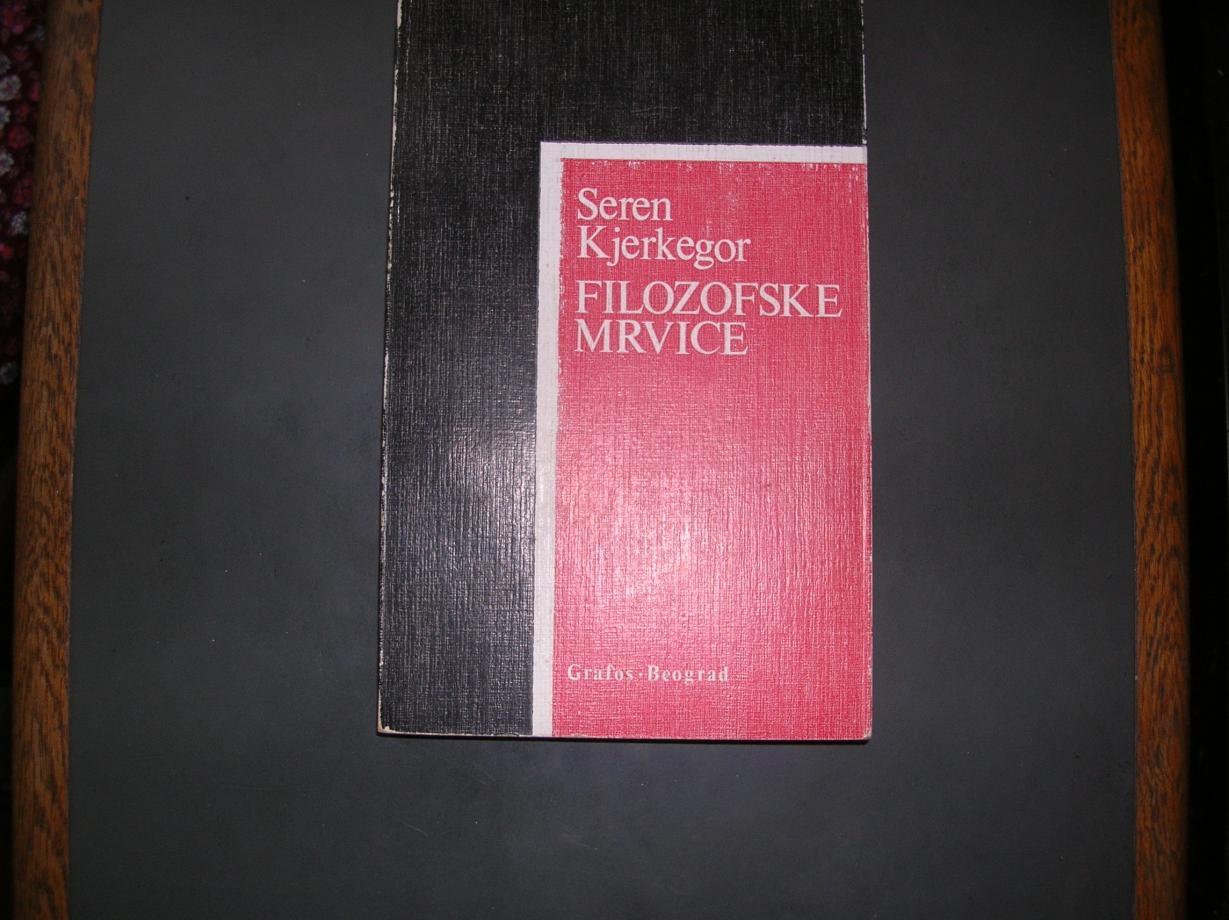 Seren
Kjerkegor
FILOZOFSKE
MRVICE
Grafos·Beograd